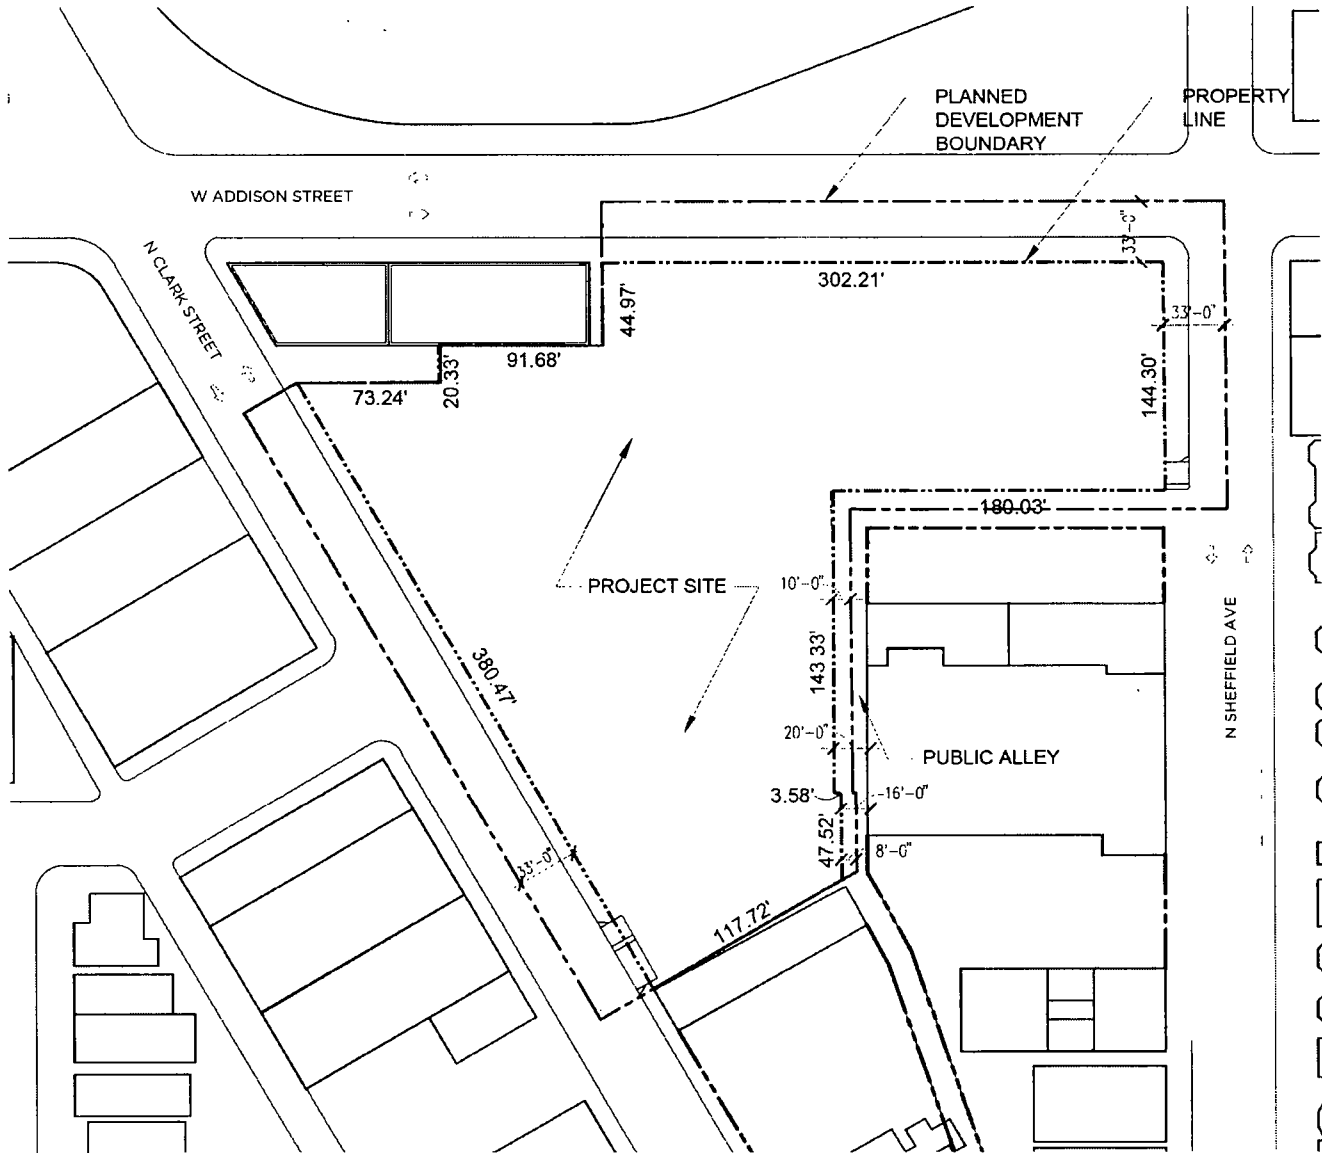 PLANNED
DEVELOPMENT
BOUNDARY
PROPERTY
LINE
W ADDISON STREET
33'-0"
N CLARK STREET
302.21'
44.97'
33'-0"
91.68'
20.33'
73.24'
144.30'
180.03'
PROJECT SITE
10'-0"
143 33'
380.47'
N SHEFFIELD AVE
20'-0"
PUBLIC ALLEY
3.58'
16'-0"
47.52'
8'-0"
33'-0"
117.72'